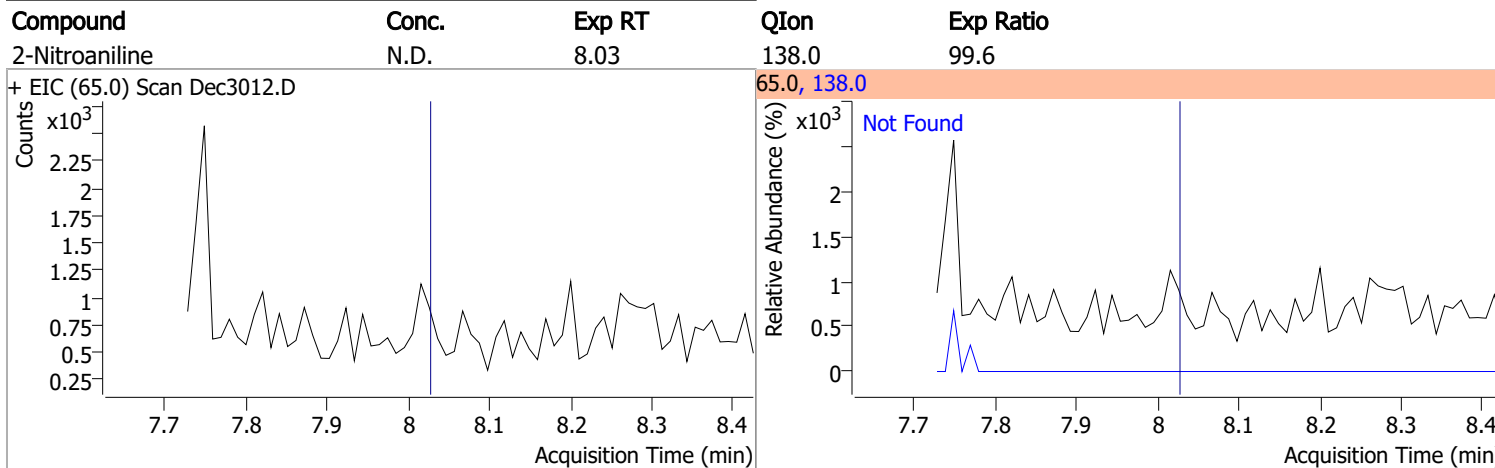 Compound Conc. Exp RT QIon Exp Ratio
2-Nitroaniline N.D. 8.03 138.0 99.6
+ EIC (65.0) Scan Dec3012.D
Counts
x10³
2.25
2
1.75
1.5
1.25
1
0.75
0.5
0.25
7.7 7.8 7.9 8 8.1 8.2 8.3 8.4
Acquisition Time (min)
65.0, 138.0
Relative Abundance (%)
x10³
Not Found
2
1.5
1
0.5
0
7.7 7.8 7.9 8 8.1 8.2 8.3 8.4
Acquisition Time (min)